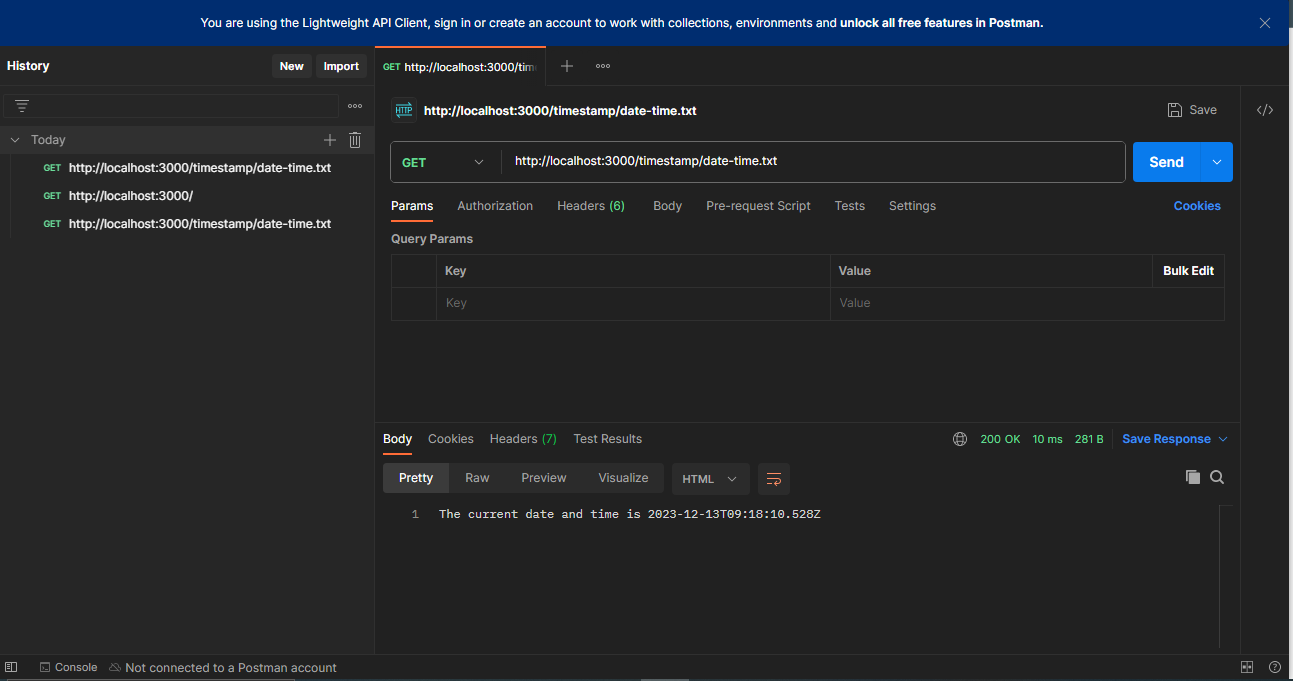 You are using the Lightweight API Client, sign in or create an account to work with collections, environments and unlock all free features in Postman.
History
New
Import
GET http://localhost:3000/tim
Today
GET http://localhost:3000/timestamp/date-time.txt
GET http://localhost:3000/
GET http://localhost:3000/timestamp/date-time.txt
HTTP http://localhost:3000/timestamp/date-time.txt
Save
GET http://localhost:3000/timestamp/date-time.txt
Send
Params Authorization Headers (6) Body Pre-request Script Tests Settings Cookies
Query Params
Key Value Bulk Edit
Key Value
Body Cookies Headers (7) Test Results 200 OK 10 ms 281 B Save Response
Pretty Raw Preview Visualize HTML
1 The current date and time is 2023-12-13T09:18:10.528Z
Console Not connected to a Postman account